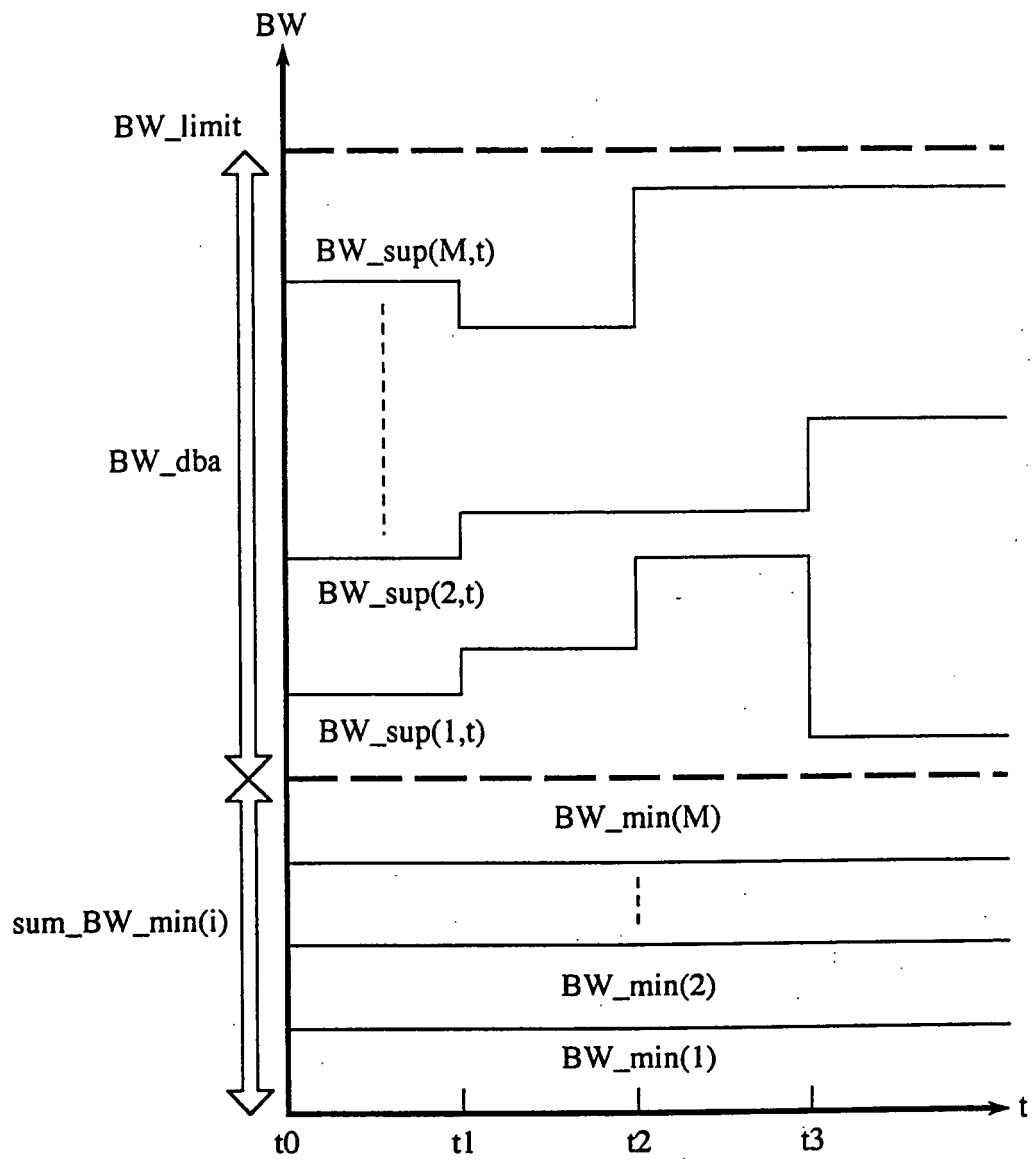 BW
BW_limit
BW_sup(M,t)
BW_dba
BW_sup(2,t)
BW_sup(1,t)
BW_min(M)
sum_BW_min(i)
BW_min(2)
BW_min(1)
t
t0 t1 t2 t3